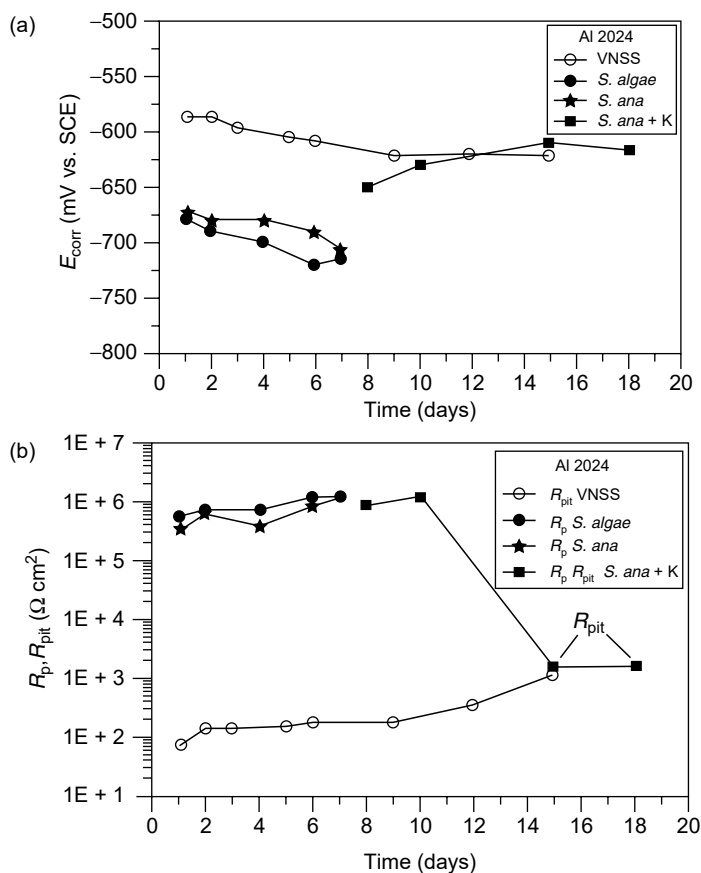 (a)
Al 2024
VNSS
S. algae
S. ana
S. ana + K
–500
–550
–600
–650
–700
–750
–800
E_corr (mV vs. SCE)
0 2 4 6 8 10 12 14 16 18 20
Time (days)
(b)
Al 2024
R_pit VNSS
R_p S. algae
R_p S. ana
R_p R_pit S. ana + K
1E + 7
1E + 6
1E + 5
1E + 4
1E + 3
1E + 2
1E + 1
R_p, R_pit (Ω cm²)
R_pit
0 2 4 6 8 10 12 14 16 18 20
Time (days)